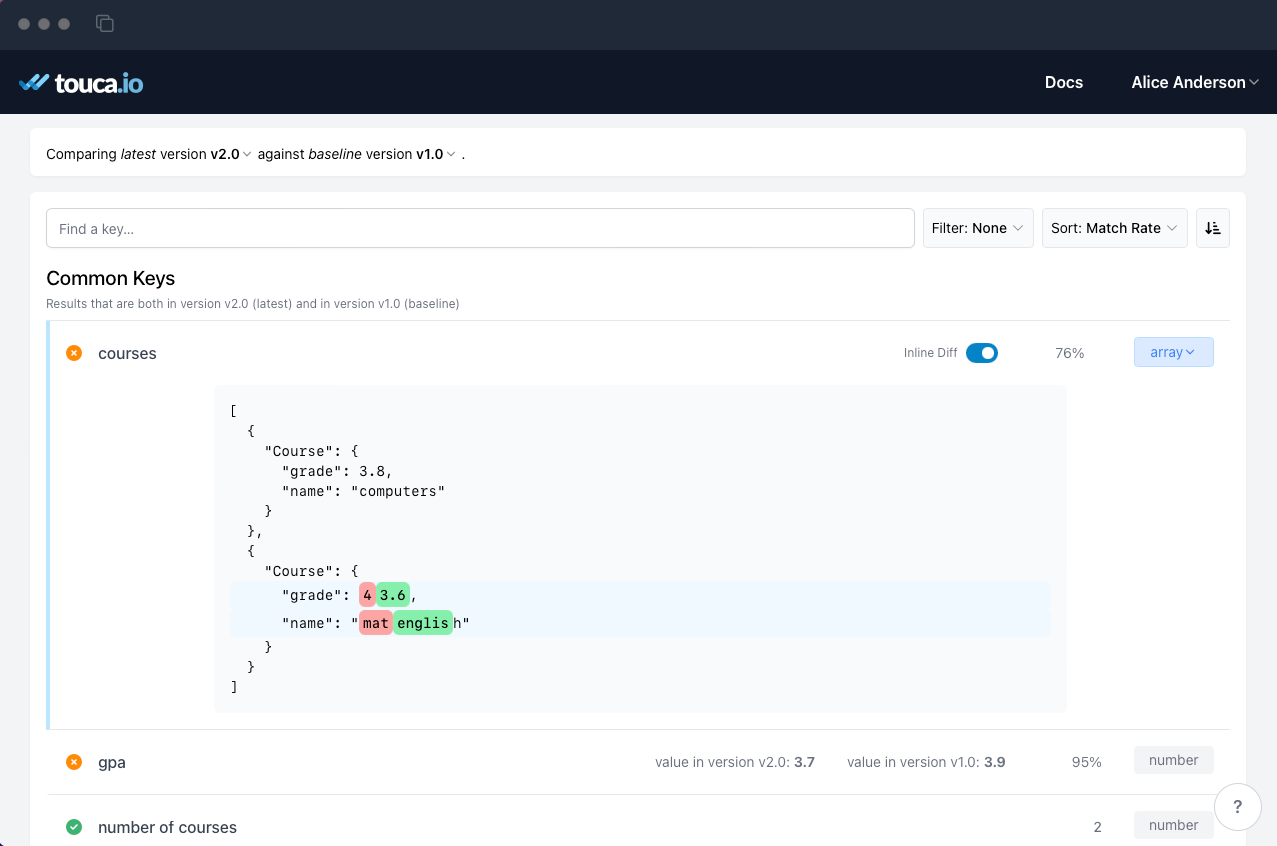 touca.io
Docs
Alice Anderson
Comparing latest version v2.0 against baseline version v1.0 .
Find a key...
Filter: None
Sort: Match Rate
Common Keys
Results that are both in version v2.0 (latest) and in version v1.0 (baseline)
courses
Inline Diff
76%
array
[
  {
    "Course": {
      "grade": 3.8,
      "name": "computers"
    }
  },
  {
    "Course": {
      "grade": 4 3.6,
      "name": "mat english"
    }
  }
]
gpa
value in version v2.0: 3.7
value in version v1.0: 3.9
95%
number
number of courses
2
number
?